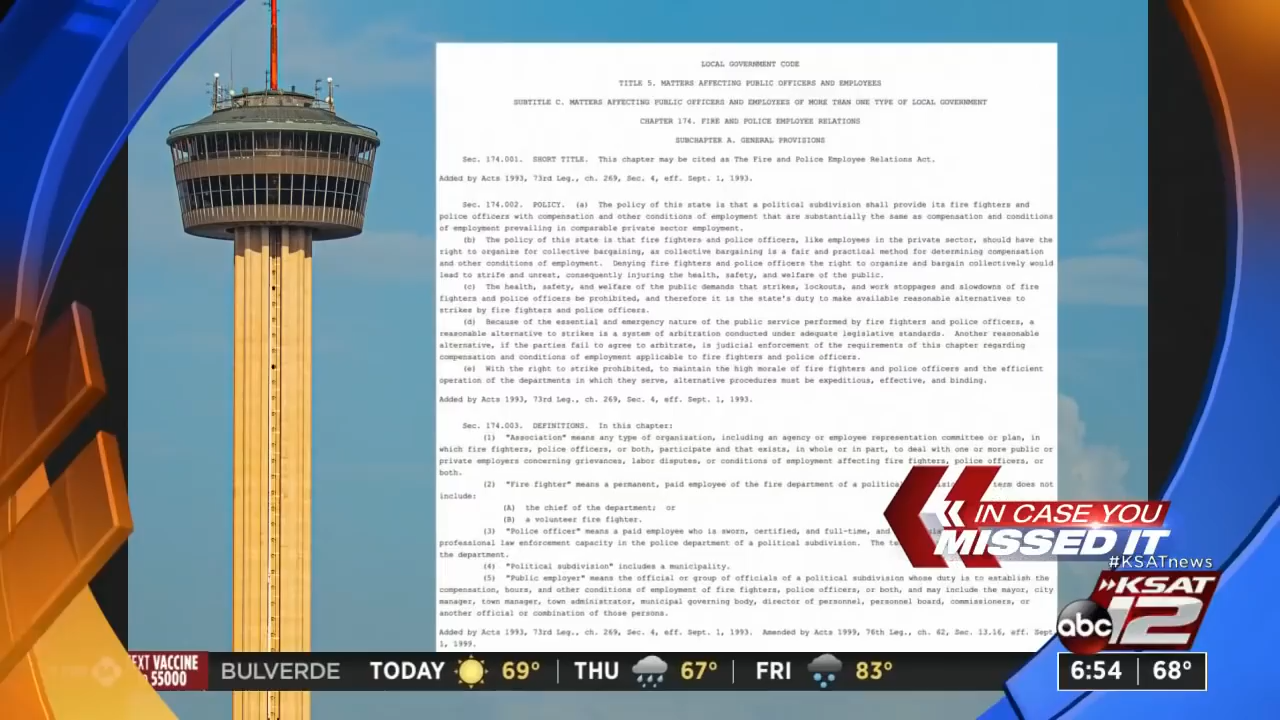 LOCAL GOVERNMENT CODE
TITLE 5. MATTERS AFFECTING PUBLIC OFFICERS AND EMPLOYEES
SUBTITLE C. MATTERS AFFECTING PUBLIC OFFICERS AND EMPLOYEES OF MORE THAN ONE TYPE OF LOCAL GOVERNMENT
CHAPTER 174. FIRE AND POLICE EMPLOYEE RELATIONS
SUBCHAPTER A. GENERAL PROVISIONS
Sec. 174.001. SHORT TITLE. This chapter may be cited as The Fire and Police Employee Relations Act.
Added by Acts 1993, 73rd Leg., ch. 269, Sec. 4, eff. Sept. 1, 1993.
Sec. 174.002. POLICY. (a) The policy of this state is that a political subdivision shall provide its fire fighters and
police officers with compensation and other conditions of employment that are substantially the same as compensation and conditions
of employment prevailing in comparable private sector employment.
(b) The policy of this state is that fire fighters and police officers, like employees in the private sector, should have the
right to organize for collective bargaining, as collective bargaining is a fair and practical method for determining compensation
and other conditions of employment. Denying fire fighters and police officers the right to organize and bargain collectively would
lead to strife and unrest, consequently injuring the health, safety, and welfare of the public.
(c) The health, safety, and welfare of the public demands that strikes, lockouts, and work stoppages and slowdowns of fire
fighters and police officers be prohibited, and therefore it is the state's duty to make available reasonable alternatives to
strikes by fire fighters and police officers.
(d) Because of the essential and emergency nature of the public service performed by fire fighters and police officers, a
reasonable alternative to strikes is a system of arbitration conducted under adequate legislative standards. Another reasonable
alternative, if the parties fail to agree to arbitrate, is judicial enforcement of the requirements of this chapter regarding
compensation and conditions of employment applicable to fire fighters and police officers.
(e) With the right to strike prohibited, to maintain the high morale of fire fighters and police officers and the efficient
operation of the departments in which they serve, alternative procedures must be expeditious, effective, and binding.
Added by Acts 1993, 73rd Leg., ch. 269, Sec. 4, eff. Sept. 1, 1993.
Sec. 174.003. DEFINITIONS. In this chapter:
(1) "Association" means any type of organization, including an agency or employee representation committee or plan, in
which fire fighters, police officers, or both, participate and that exists, in whole or in part, to deal with one or more public or
private employers concerning grievances, labor disputes, or conditions of employment affecting fire fighters, police officers, or
both.
(2) "Fire fighter" means a permanent, paid employee of the fire department of a political term does not
include:
(A) the chief of the department; or
(B) a volunteer fire fighter.
(3) "Police officer" means a paid employee who is sworn, certified, and full-time, and
professional law enforcement capacity in the police department of a political subdivision. The
the department.
(4) "Political subdivision" includes a municipality.
(5) "Public employer" means the official or group of officials of a political subdivision whose duty is to establish the
compensation, hours, and other conditions of employment of fire fighters, police officers, or both, and may include the mayor, city
manager, town manager, town administrator, municipal governing body, director of personnel, personnel board, commissioners, or
another official or combination of those persons.
Added by Acts 1993, 73rd Leg., ch. 269, Sec. 4, eff. Sept. 1, 1993. Amended by Acts 1999, 76th Leg., ch. 62, Sec. 13.16, eff. Sept
1, 1999.
IN CASE YOU
MISSED IT
#KSATnews
KSAT
abc 12
VACCINE
55000
BULVERDE TODAY 69° THU 67° FRI 83°
6:54 68°